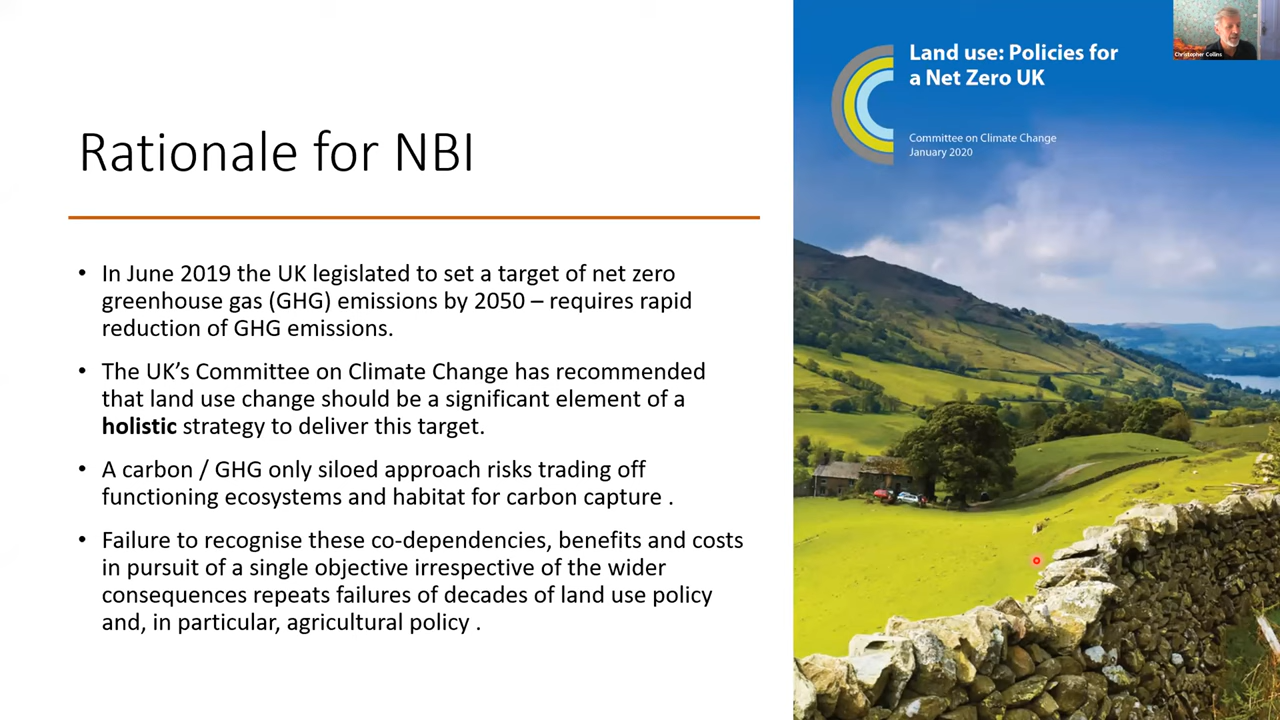 Rationale for NBI
• In June 2019 the UK legislated to set a target of net zero
greenhouse gas (GHG) emissions by 2050 – requires rapid
reduction of GHG emissions.
• The UK’s Committee on Climate Change has recommended
that land use change should be a significant element of a
holistic strategy to deliver this target.
• A carbon / GHG only siloed approach risks trading off
functioning ecosystems and habitat for carbon capture .
• Failure to recognise these co-dependencies, benefits and costs
in pursuit of a single objective irrespective of the wider
consequences repeats failures of decades of land use policy
and, in particular, agricultural policy .
Land use: Policies for
a Net Zero UK
Committee on Climate Change
January 2020
Christopher Collins